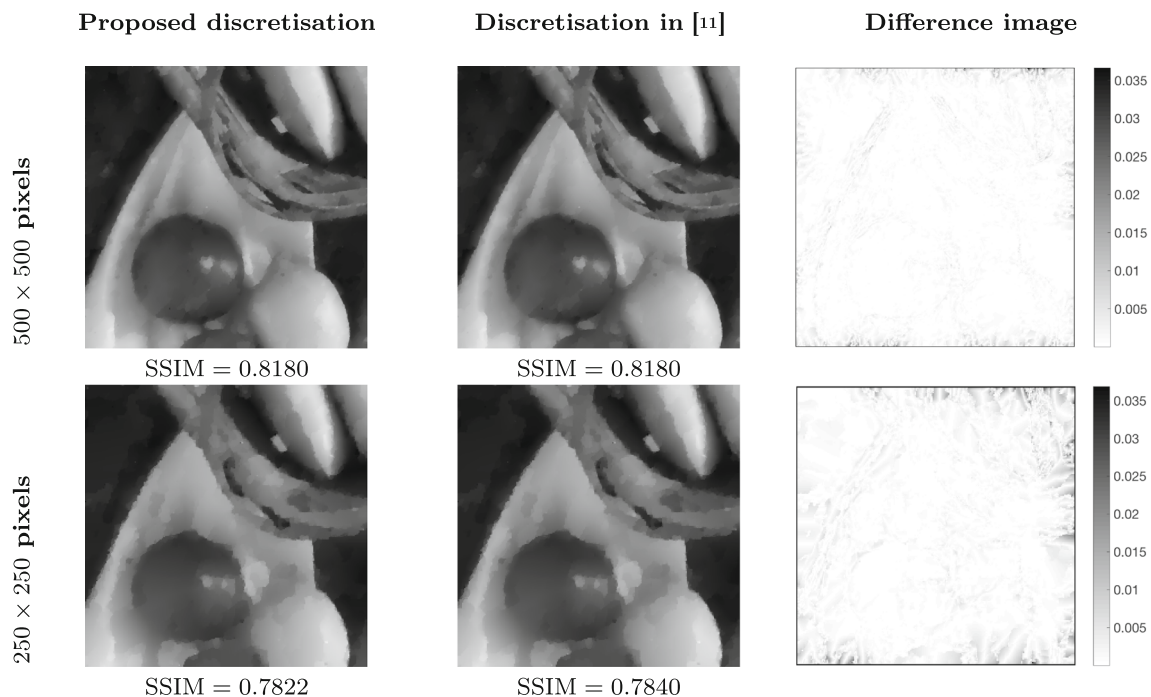 Proposed discretisation
Discretisation in [11]
Difference image
500 × 500 pixels
0.035
0.03
0.025
0.02
0.015
0.01
0.005
SSIM = 0.8180
SSIM = 0.8180
250 × 250 pixels
0.035
0.03
0.025
0.02
0.015
0.01
0.005
SSIM = 0.7822
SSIM = 0.7840